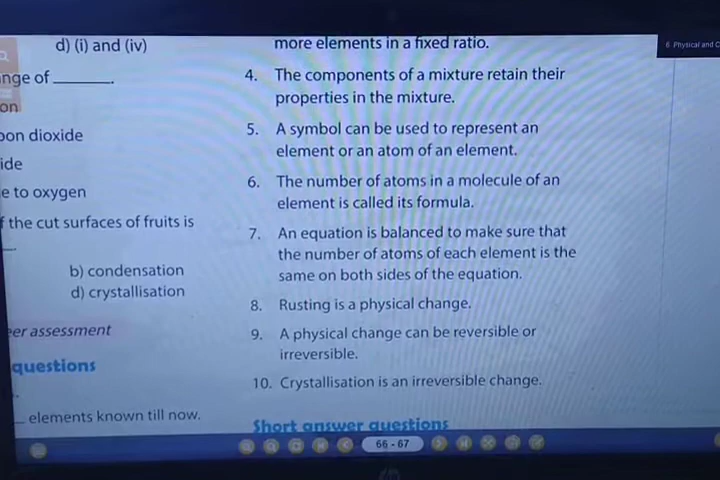 d) (i) and (iv)
nge of ______.
on
bon dioxide
ide
e to oxygen
f the cut surfaces of fruits is
b) condensation
d) crystallisation
eer assessment
questions
elements known till now.
more elements in a fixed ratio.
4. The components of a mixture retain their
properties in the mixture.
5. A symbol can be used to represent an
element or an atom of an element.
6. The number of atoms in a molecule of an
element is called its formula.
7. An equation is balanced to make sure that
the number of atoms of each element is the
same on both sides of the equation.
8. Rusting is a physical change.
9. A physical change can be reversible or
irreversible.
10. Crystallisation is an irreversible change.
Short answer questions
6 Physical and C
66 - 67